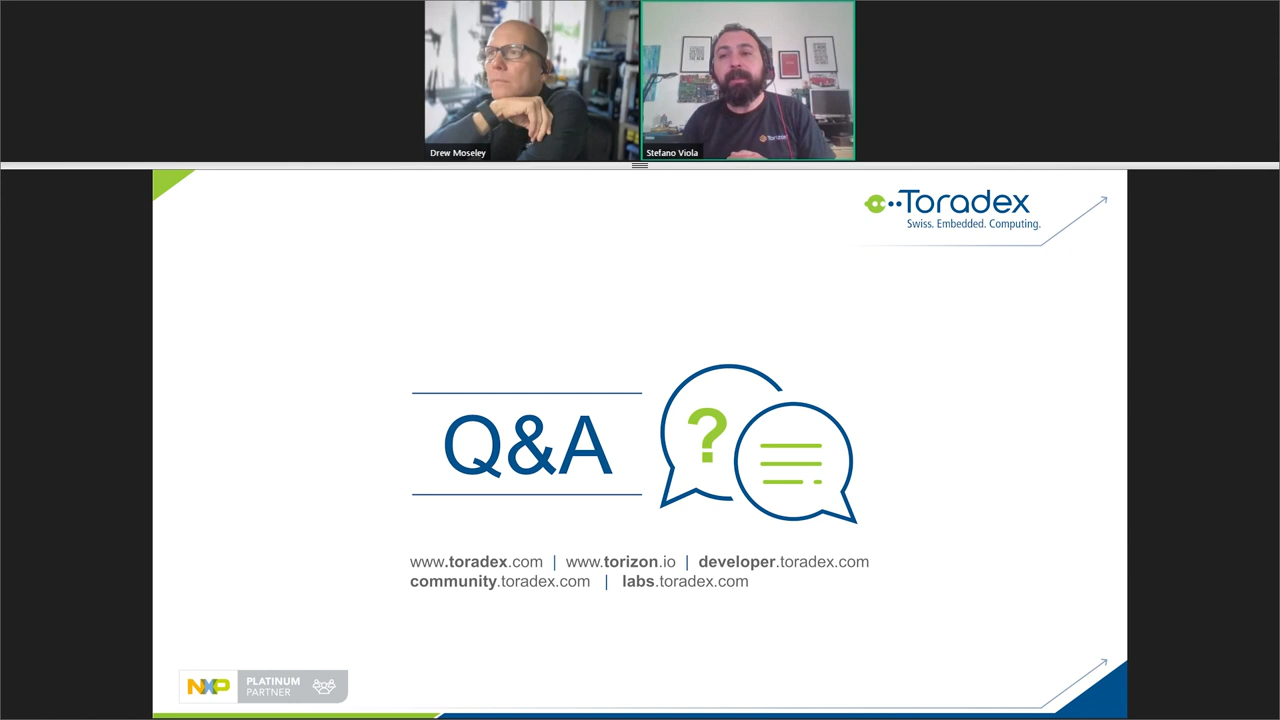 Drew Moseley
Stefano Viola
Torizon
Toradex
Swiss. Embedded. Computing.
Q&A
?
www.toradex.com | www.torizon.io | developer.toradex.com
community.toradex.com | labs.toradex.com
NXP
PLATINUM
PARTNER